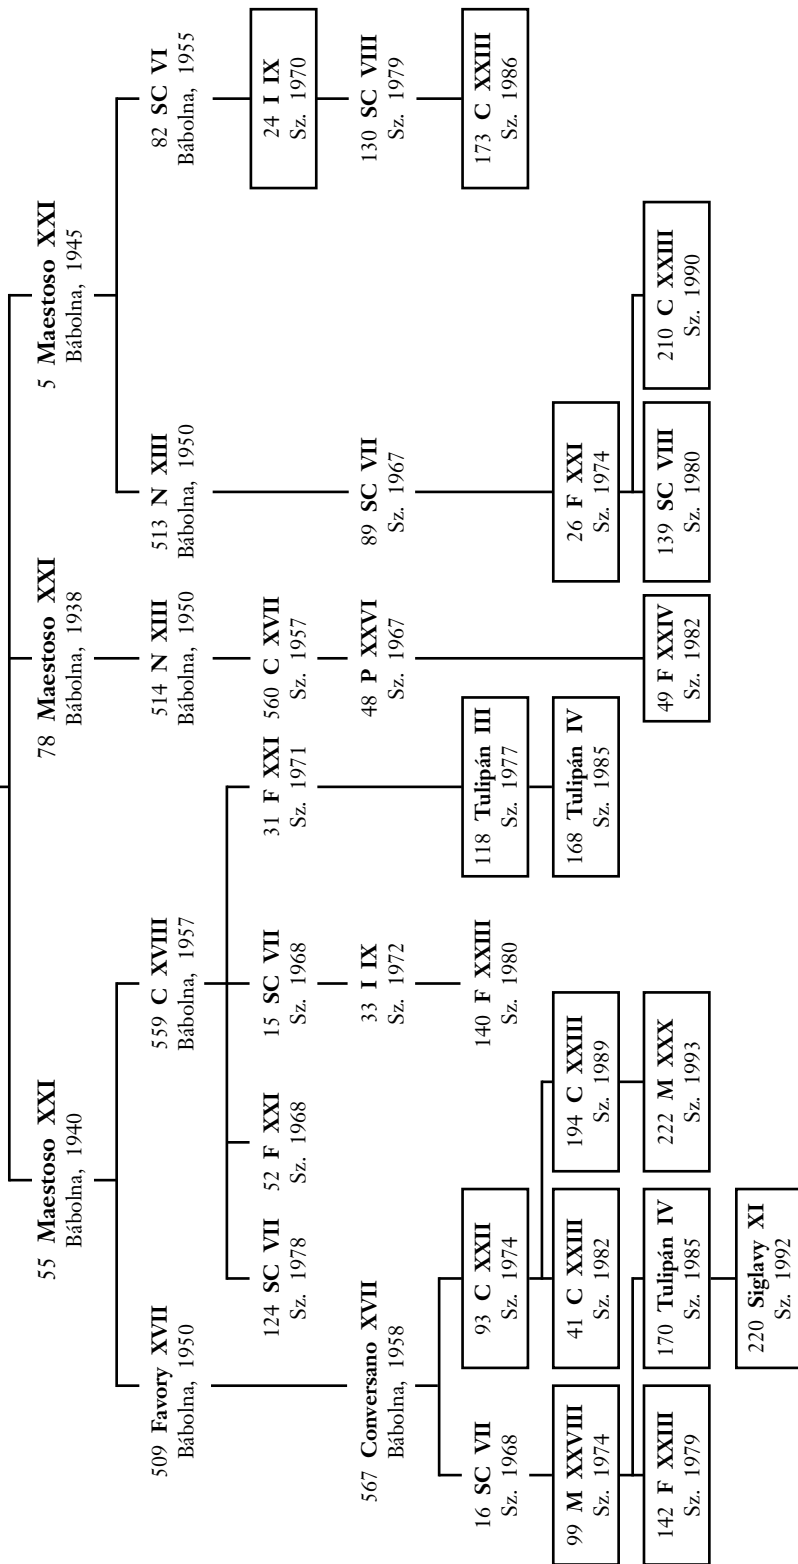 55 Maestoso XXI
Bábolna, 1940
78 Maestoso XXI
Bábolna, 1938
5 Maestoso XXI
Bábolna, 1945
509 Favory XVII
Bábolna, 1950
559 C XVIII
Bábolna, 1957
514 N XIII
Bábolna, 1950
513 N XIII
Bábolna, 1950
82 SC VI
Bábolna, 1955
124 SC VII
Sz. 1978
52 F XXI
Sz. 1968
15 SC VII
Sz. 1968
31 F XXI
Sz. 1971
560 C XVII
Sz. 1957
24 I IX
Sz. 1970
567 Conversano XVII
Bábolna, 1958
33 I IX
Sz. 1972
48 P XXVI
Sz. 1967
89 SC VII
Sz. 1967
130 SC VIII
Sz. 1979
16 SC VII
Sz. 1968
93 C XXII
Sz. 1974
140 F XXIII
Sz. 1980
118 Tulipán III
Sz. 1977
173 C XXIII
Sz. 1986
99 M XXVIII
Sz. 1974
41 C XXIII
Sz. 1982
194 C XXIII
Sz. 1989
168 Tulipán IV
Sz. 1985
26 F XXI
Sz. 1974
142 F XXIII
Sz. 1979
170 Tulipán IV
Sz. 1985
222 M XXX
Sz. 1993
49 F XXIV
Sz. 1982
139 SC VIII
Sz. 1980
210 C XXIII
Sz. 1990
220 Siglavy XI
Sz. 1992